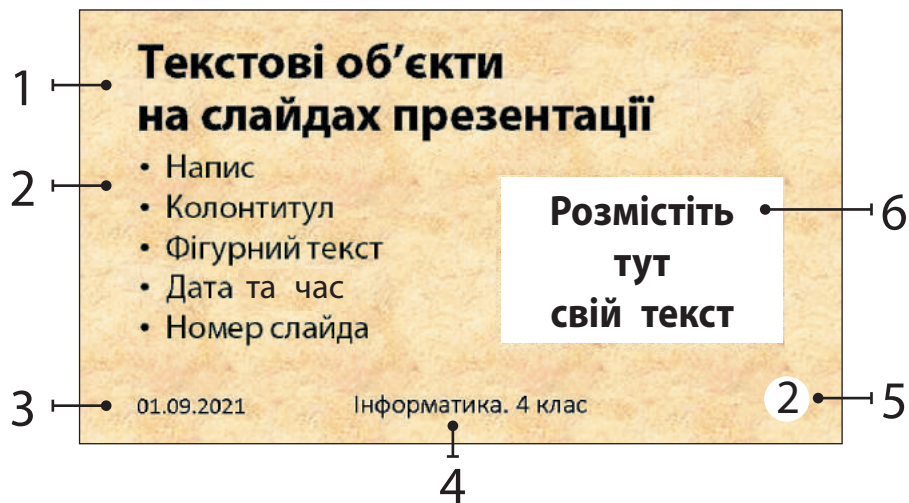 1
Текстові об’єкти
на слайдах презентації
2
• Напис
• Колонтитул
• Фігурний текст
• Дата та час
• Номер слайда
Розмістіть
тут
свій текст
6
3
01.09.2021
Інформатика. 4 клас
2
5
4